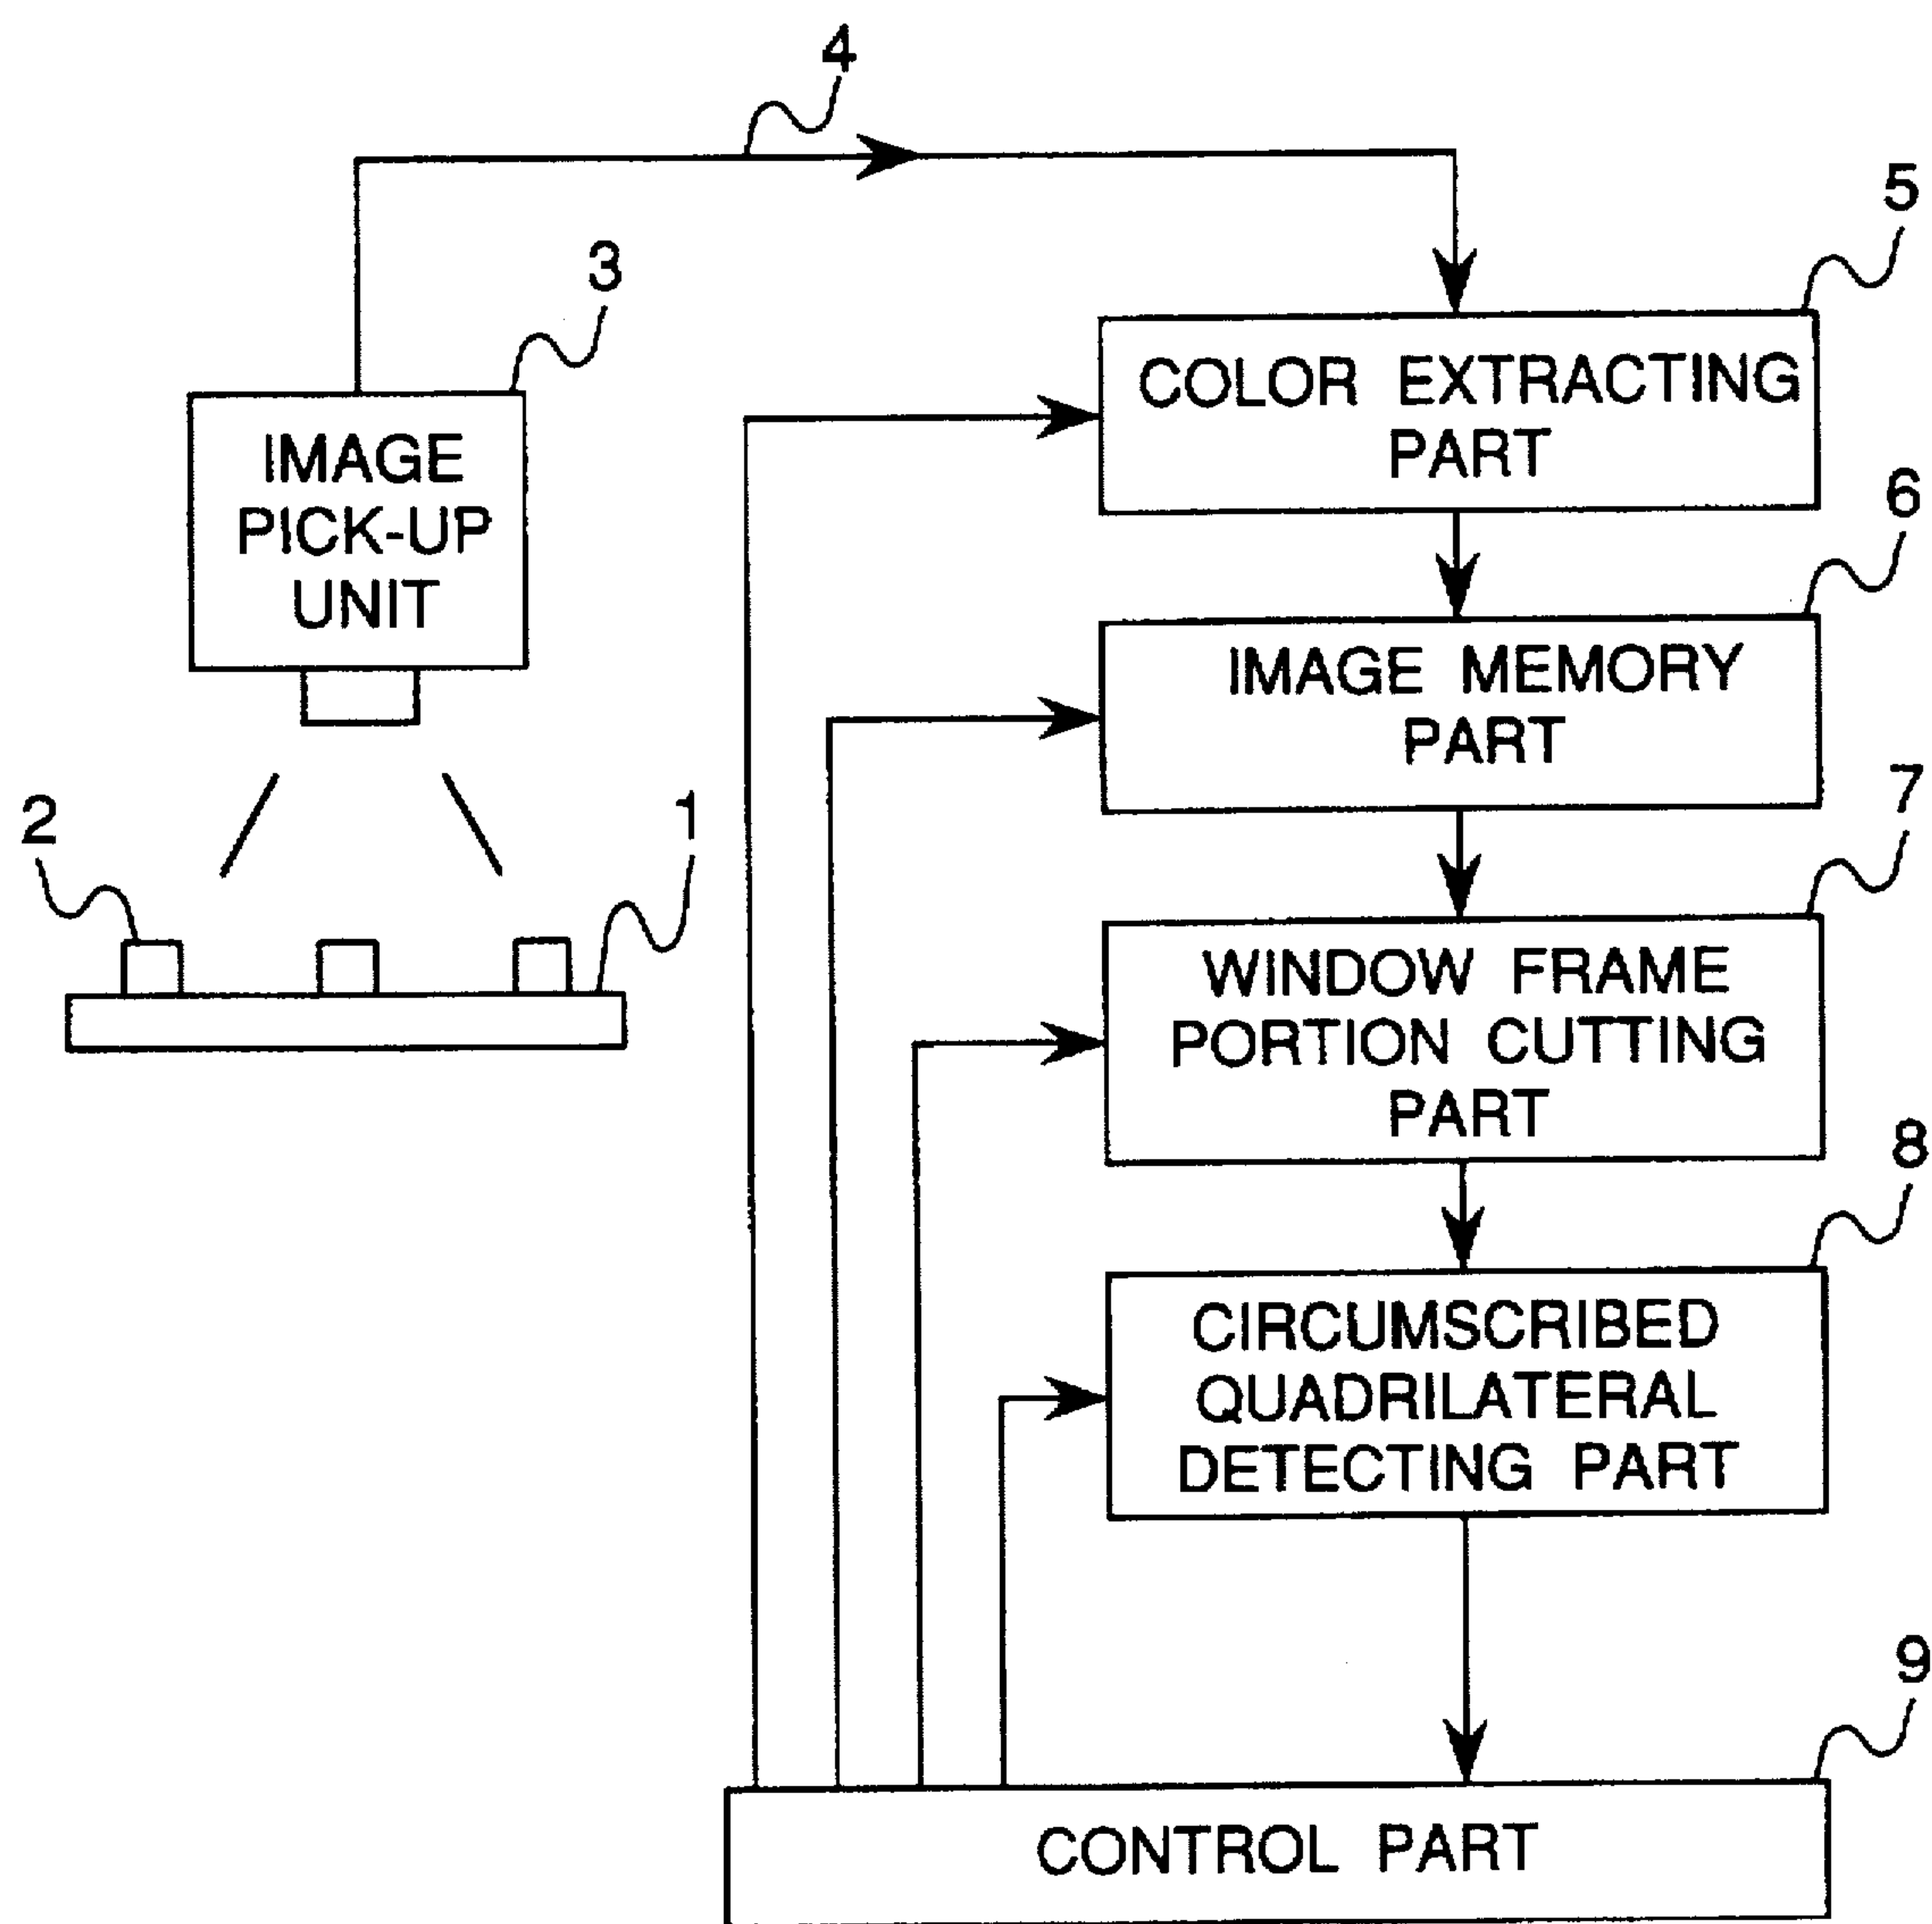 4
5
3
COLOR EXTRACTING
PART
IMAGE
PICK-UP
UNIT
6
IMAGE MEMORY
PART
7
2
1
WINDOW FRAME
PORTION CUTTING
PART
8
CIRCUMSCRIBED
QUADRILATERAL
DETECTING PART
9
CONTROL PART